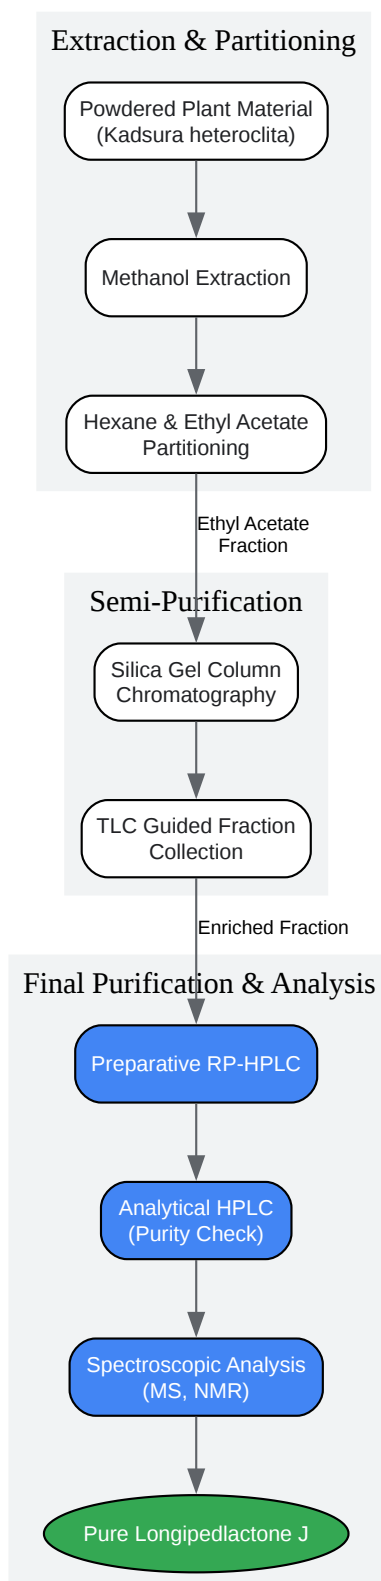 Extraction & Partitioning
Powdered Plant Material
(Kadsura heteroclita)
Methanol Extraction
Hexane & Ethyl Acetate
Partitioning
Ethyl Acetate
Fraction
Semi-Purification
Silica Gel Column
Chromatography
TLC Guided Fraction
Collection
Enriched Fraction
Final Purification & Analysis
Preparative RP-HPLC
Analytical HPLC
(Purity Check)
Spectroscopic Analysis
(MS, NMR)
Pure Longipedlactone J